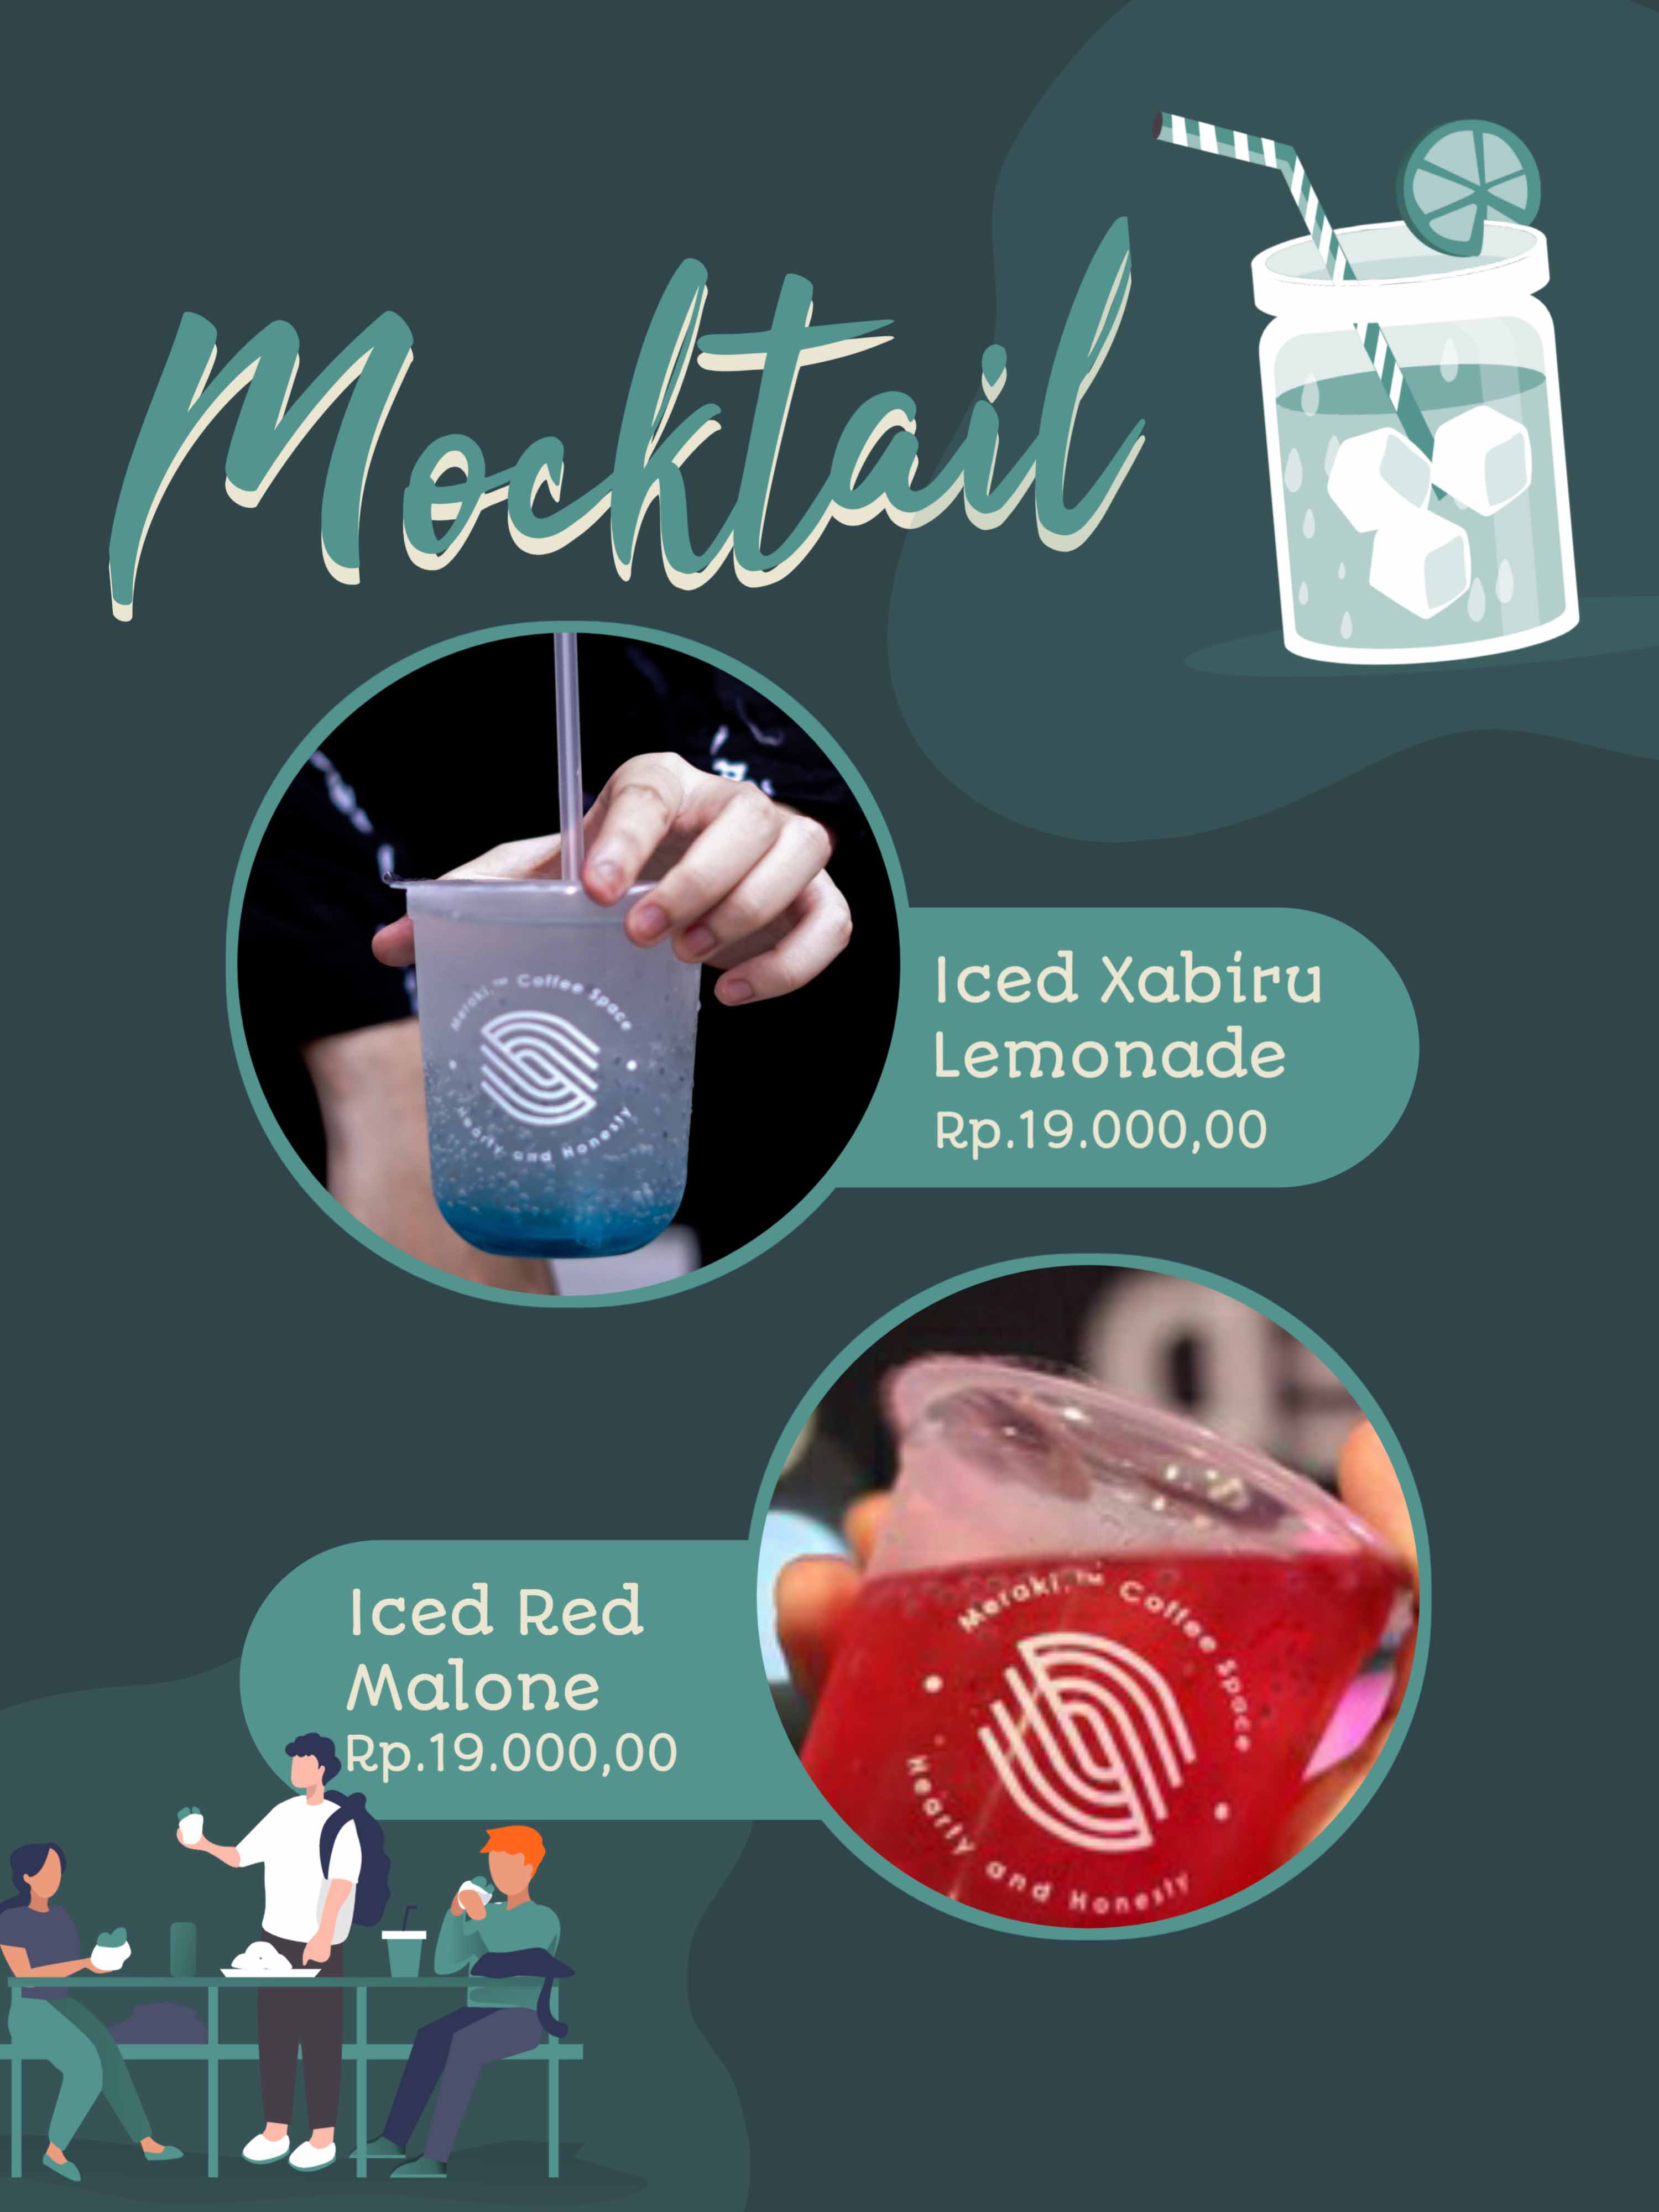 Mocktail
Meraki.™ Coffee Space
Hearty and Honesty
Iced Xabiru
Lemonade
Rp.19.000,00
Iced Red
Malone
Rp.19.000,00
Meraki.™ Coffee Space
Hearty and Honesty